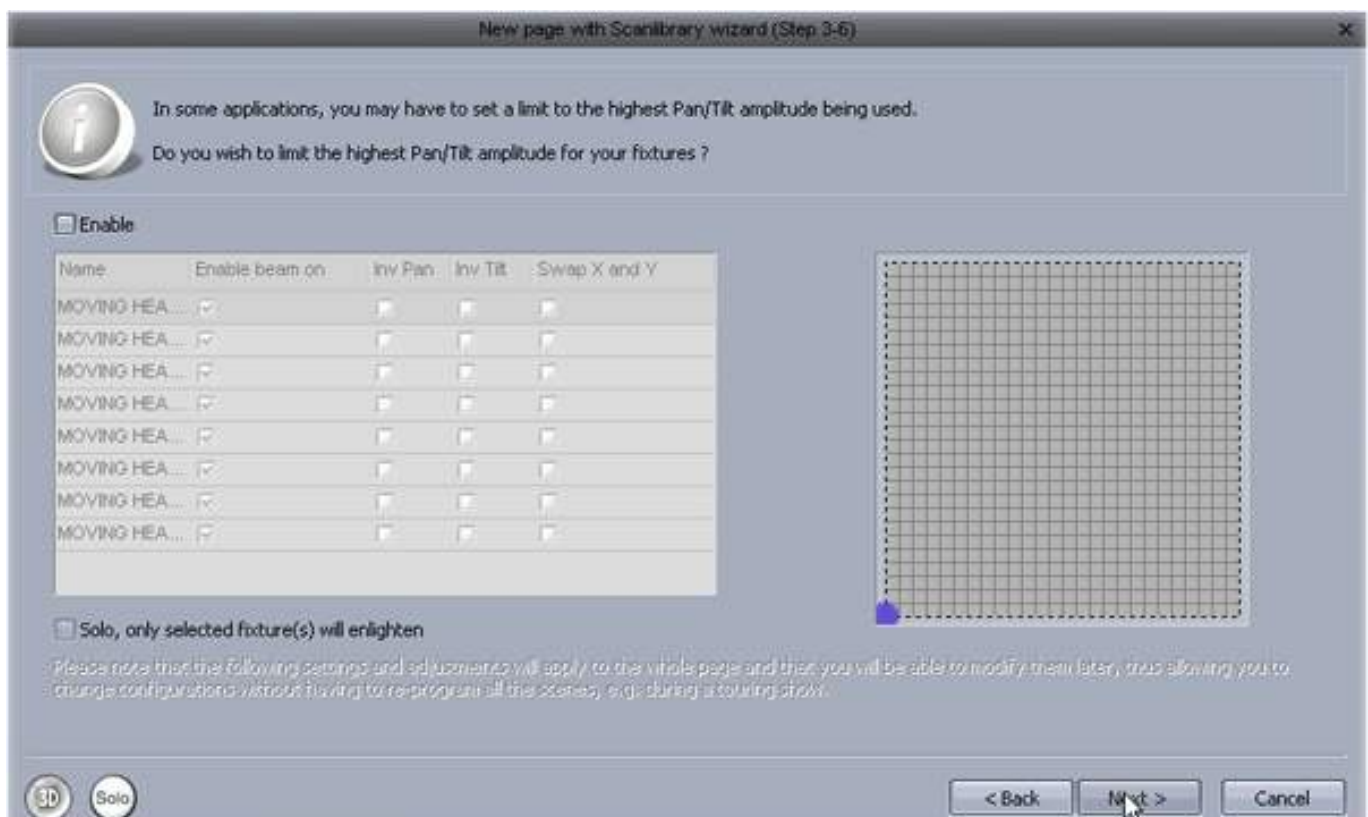 New page with Scanlibrary wizard (Step 3-6)
In some applications, you may have to set a limit to the highest Pan/Tilt amplitude being used.
Do you wish to limit the highest Pan/Tilt amplitude for your fixtures ?
Enable
Name Enable beam on Inv Pan Inv Tilt Swap X and Y
MOVING HEA...
MOVING HEA...
MOVING HEA...
MOVING HEA...
MOVING HEA...
MOVING HEA...
MOVING HEA...
MOVING HEA...
Solo, only selected fixture(s) will enlighten
Please note that the following settings and adjustments will apply to the whole page and that you will be able to modify them later, thus allowing you to
change configurations without having to re-program all the scenes, e.g. during a touring show.
3D Solo < Back Next > Cancel